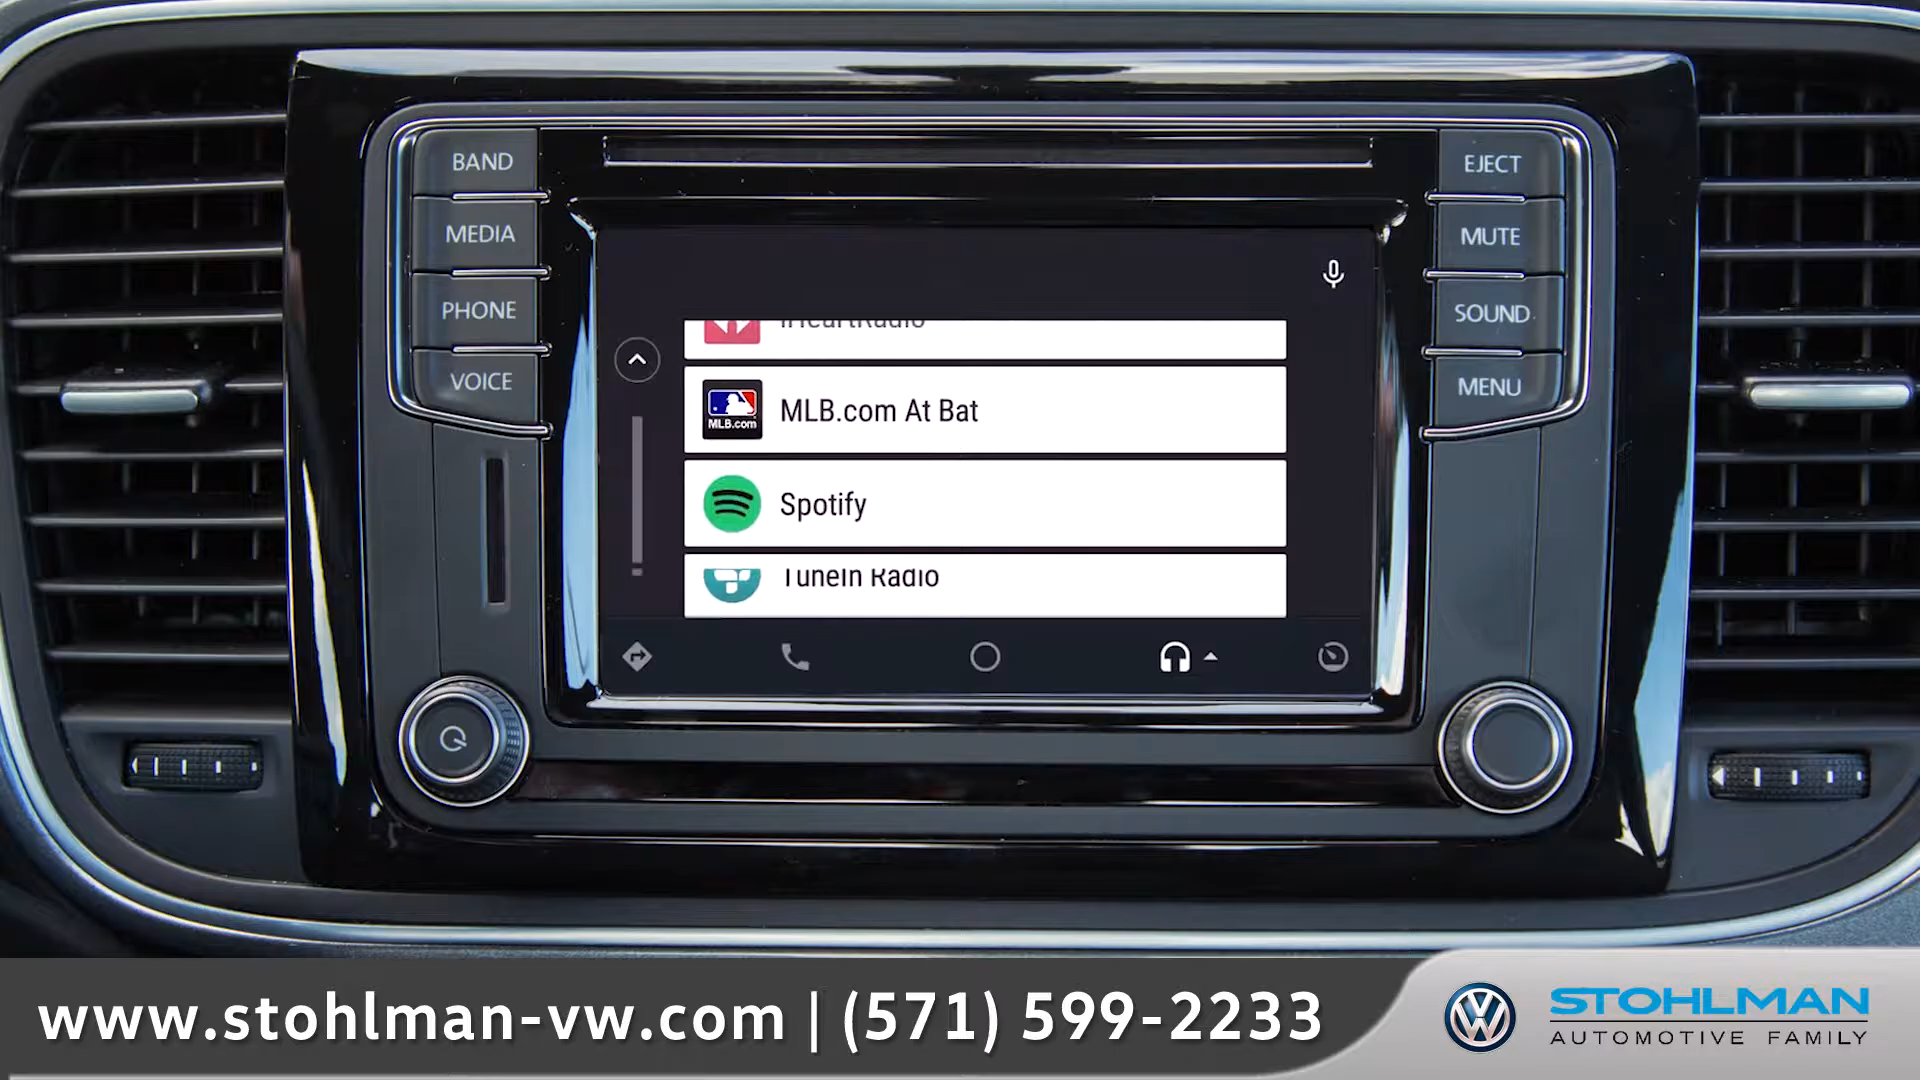 BAND
MEDIA
PHONE
VOICE
EJECT
MUTE
SOUND
MENU
iHeartRadio
MLB.com
MLB.com At Bat
Spotify
TuneIn Radio
www.stohlman-vw.com | (571) 599-2233
STOHLMAN
AUTOMOTIVE FAMILY